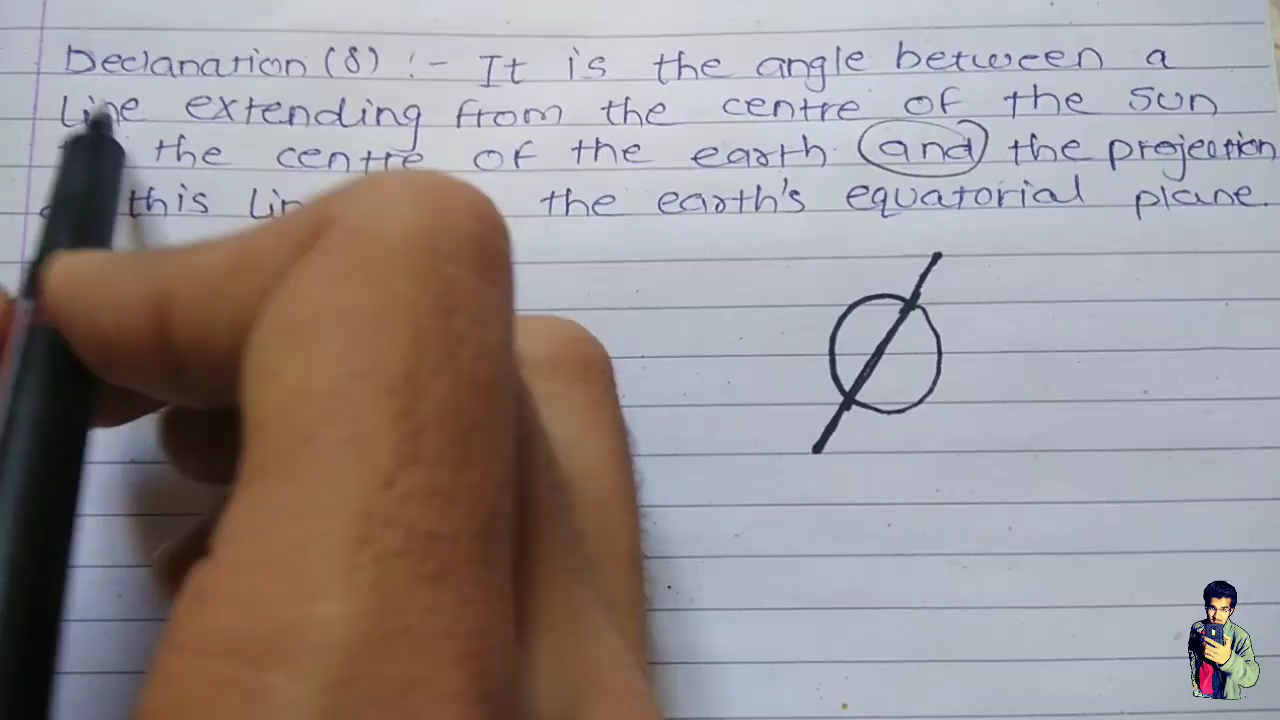 Declanation (δ) :- It is the angle between a
Line extending from the centre of the sun
the centre of the earth and the projection
this the earth's equatorial plane.